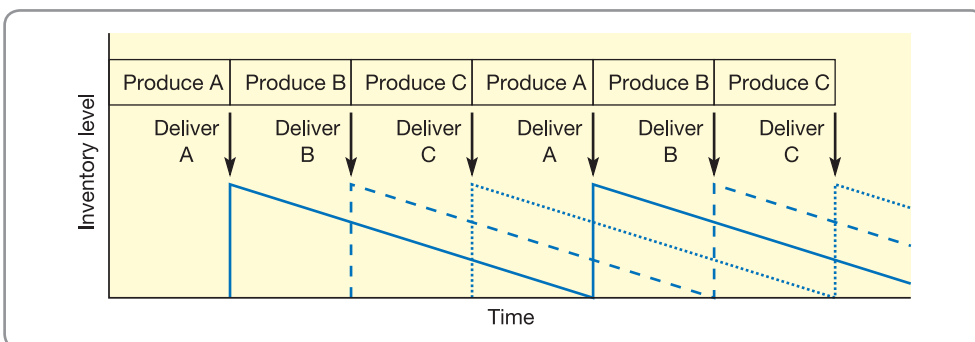 Produce A Produce B Produce C Produce A Produce B Produce C
Deliver Deliver Deliver Deliver Deliver Deliver
A B C A B C
Inventory level
Time